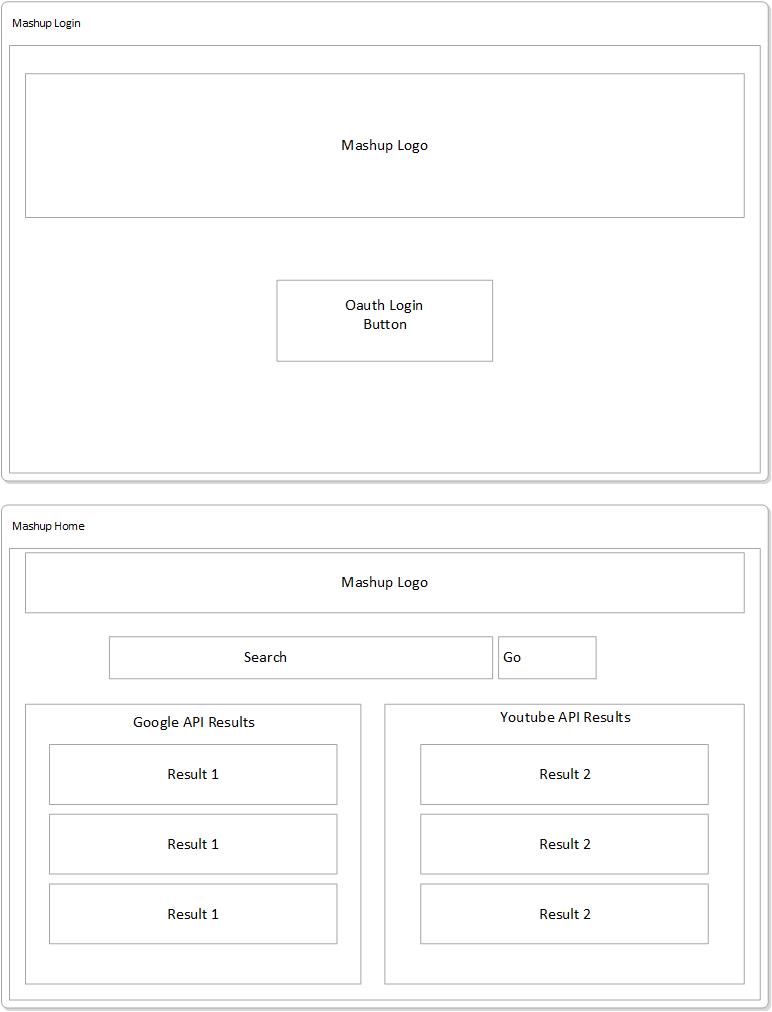 Mashup Login
Mashup Logo
Oauth Login
Button
Mashup Home
Mashup Logo
Search
Go
Google API Results
Result 1
Result 1
Result 1
Youtube API Results
Result 2
Result 2
Result 2